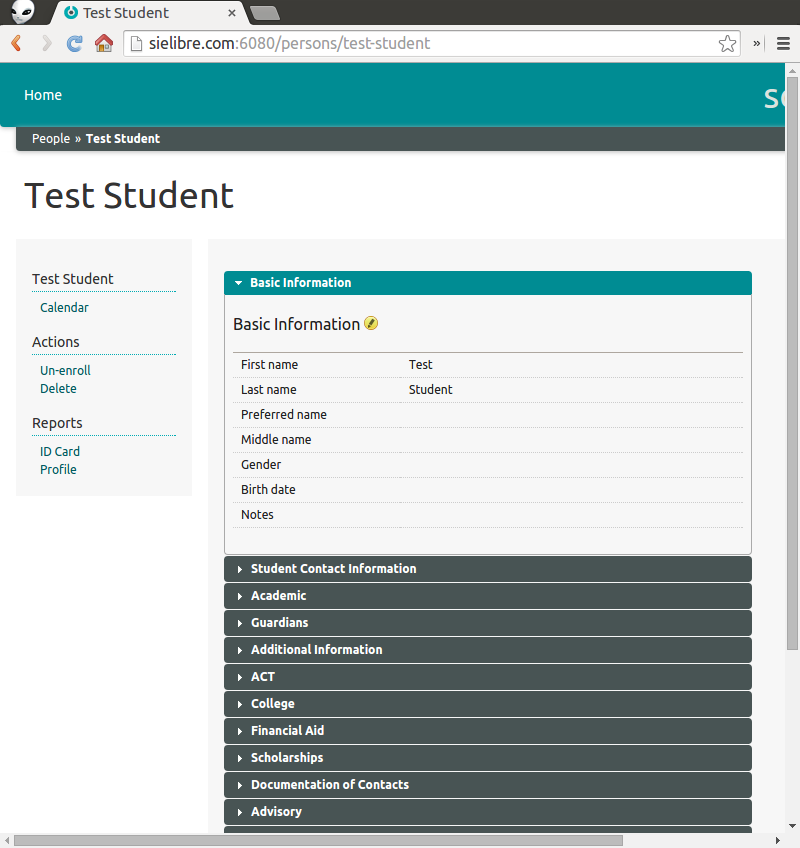 Test Student
sielibre.com:6080/persons/test-student
»
Home
People » Test Student
Test Student
Test Student
Calendar
Actions
Un-enroll
Delete
Reports
ID Card
Profile
Basic Information
Basic Information
First name Test
Last name Student
Preferred name
Middle name
Gender
Birth date
Notes
Student Contact Information
Academic
Guardians
Additional Information
ACT
College
Financial Aid
Scholarships
Documentation of Contacts
Advisory